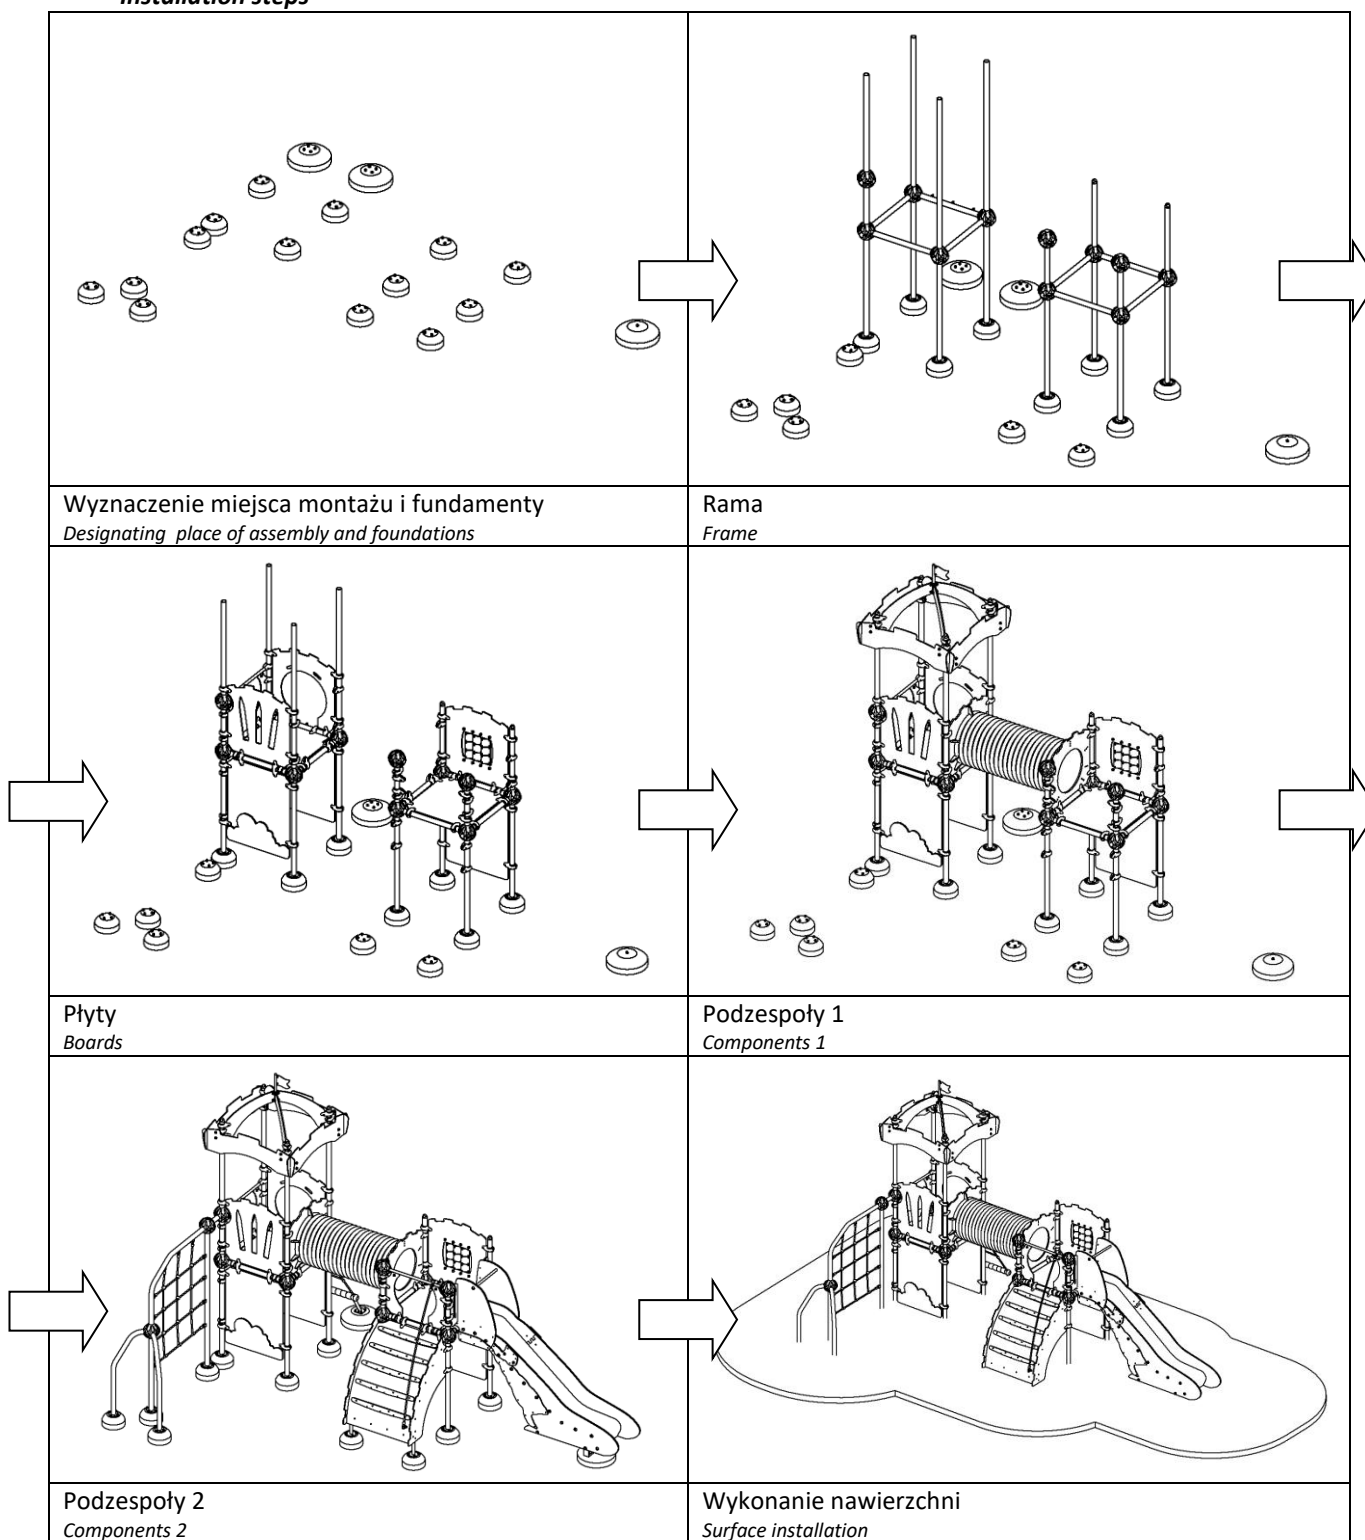 Installation steps
Wyznaczenie miejsca montażu i fundamenty
Designating place of assembly and foundations
Rama
Frame
Płyty
Boards
Podzespoły 1
Components 1
Podzespoły 2
Components 2
Wykonanie nawierzchni
Surface installation